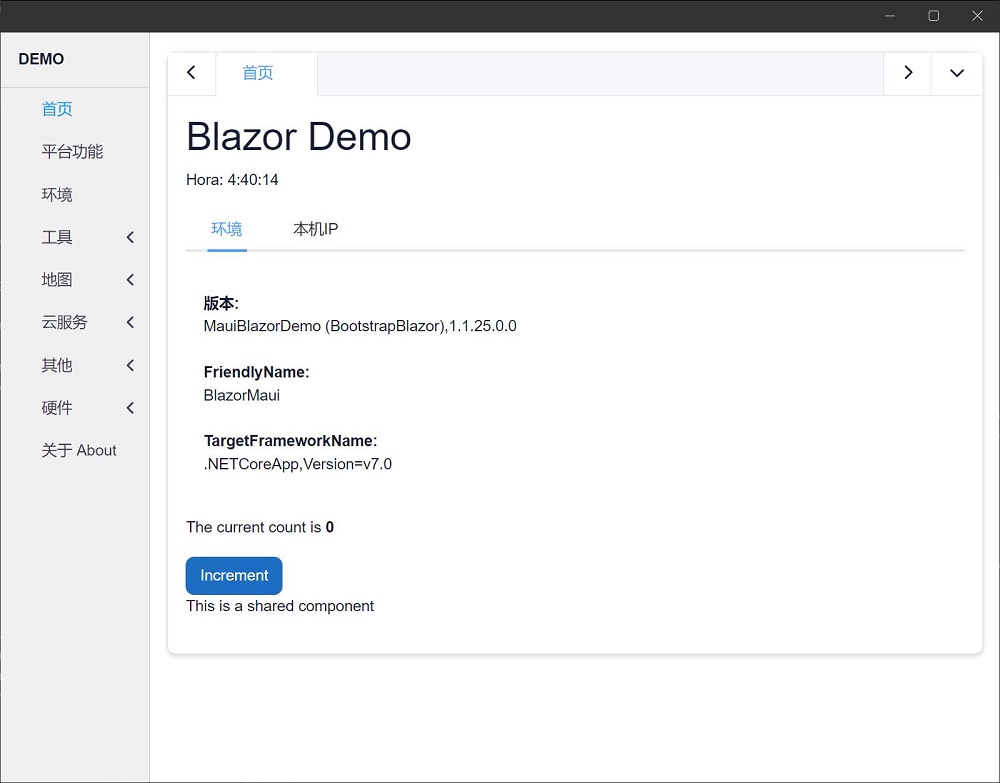 DEMO
首页
平台功能
环境
工具
地图
云服务
其他
硬件
关于 About
首页
Blazor Demo
Hora: 4:40:14
环境
本机IP
版本:
MauiBlazorDemo (BootstrapBlazor),1.1.25.0.0
FriendlyName:
BlazorMaui
TargetFrameworkName:
.NETCoreApp,Version=v7.0
The current count is 0
Increment
This is a shared component